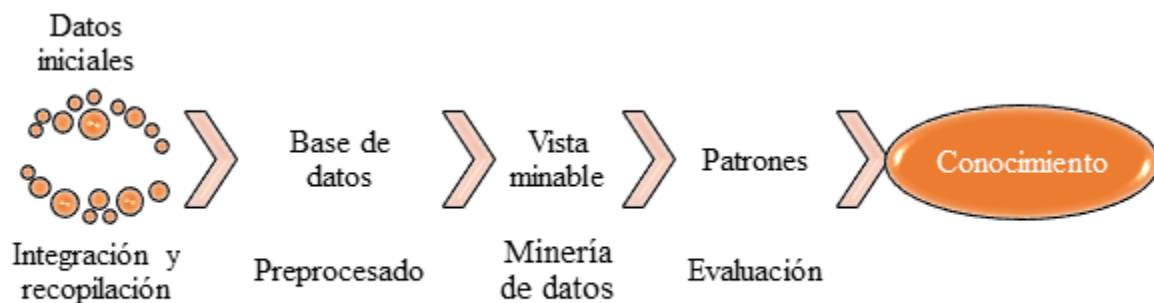 Datos
iniciales
Base de
datos
Vista
minable
Patrones
Conocimiento
Integración y
recopilación
Preprocesado
Minería
de datos
Evaluación